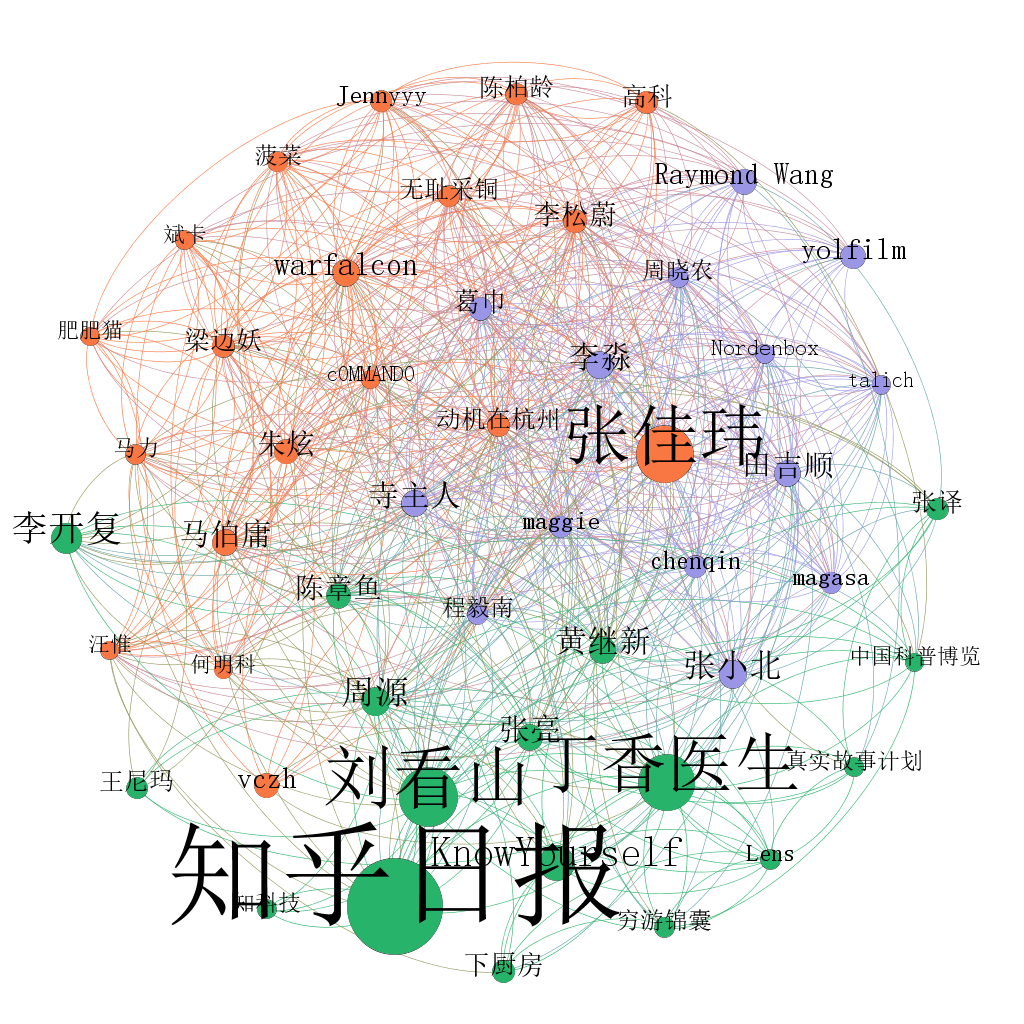 Jennyyy
陈柏龄
高科
菠菜
无耻采铜
Raymond Wang
斌卡
李松蔚
warfalcon
周晓农
yolfilm
葛巾
肥肥猫
梁边妖
cOMMANDO
李淼
Nordenbox
talich
动机在杭州
张佳玮
马力
朱炫
田吉顺
寺主人
李开复
马伯庸
maggie
张译
chenqin
magasa
陈章鱼
程毅南
江惟
何明科
黄继新
张小北
中国科普博览
周源
张亮
王尼玛
vczh
刘看山
丁香医生
真实故事计划
KnowYourself
Lens
知乎日报
知科技
穷游锦囊
下厨房